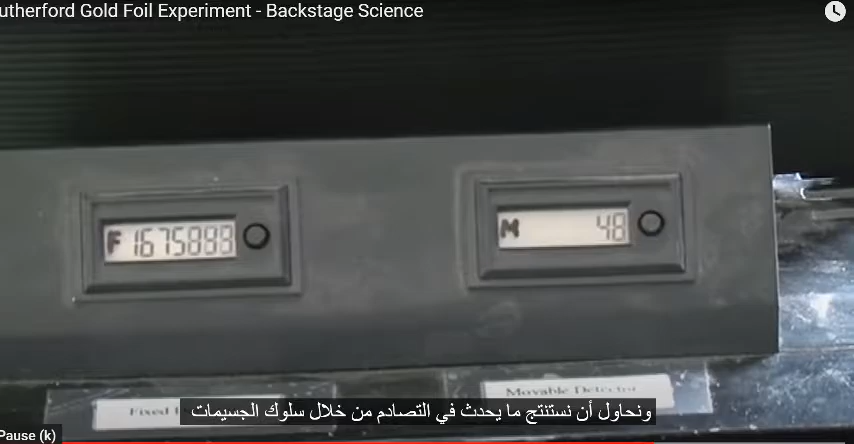 utherford Gold Foil Experiment - Backstage Science
F 1675888
M 48
Fixed
Movable Detector
ونحاول أن نستنتج ما يحدث في التصادم من خلال سلوك الجسيمات
Pause (k)